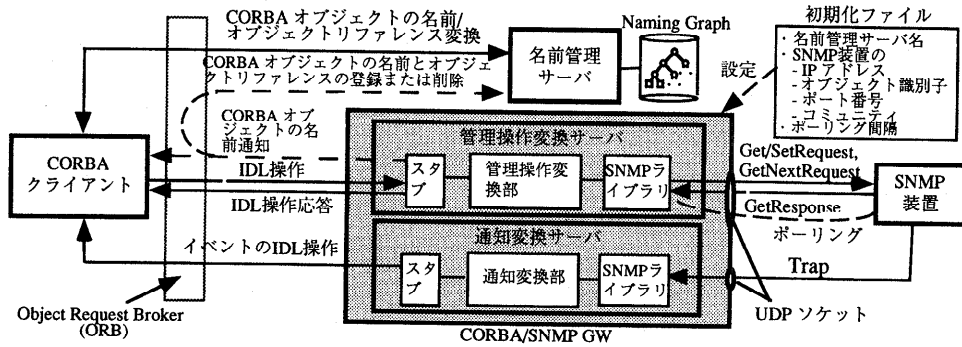 CORBA オブジェクトの名前/
オブジェクトリファレンス変換
CORBA オブジェクトの名前とオブジェ
クトリファレンスの登録または削除
CORBA オブ
ジェクトの名
前通知
名前管理
サーバ
Naming Graph
初期化ファイル
・名前管理サーバ名
・SNMP装置の
- IP アドレス
- オブジェクト識別子
- ポート番号
- コミュニティ
・ポーリング間隔
設定
CORBA
クライアント
IDL操作
IDL操作応答
イベントのIDL操作
管理操作変換サーバ
スタ
ブ
管理操作変
換部
SNMPラ
イブラリ
通知変換サーバ
スタ
ブ
通知変換部
SNMPラ
イブラリ
Get/SetRequest,
GetNextRequest
GetResponse
ポーリング
Trap
SNMP
装置
UDP ソケット
Object Request Broker
(ORB)
CORBA/SNMP GW